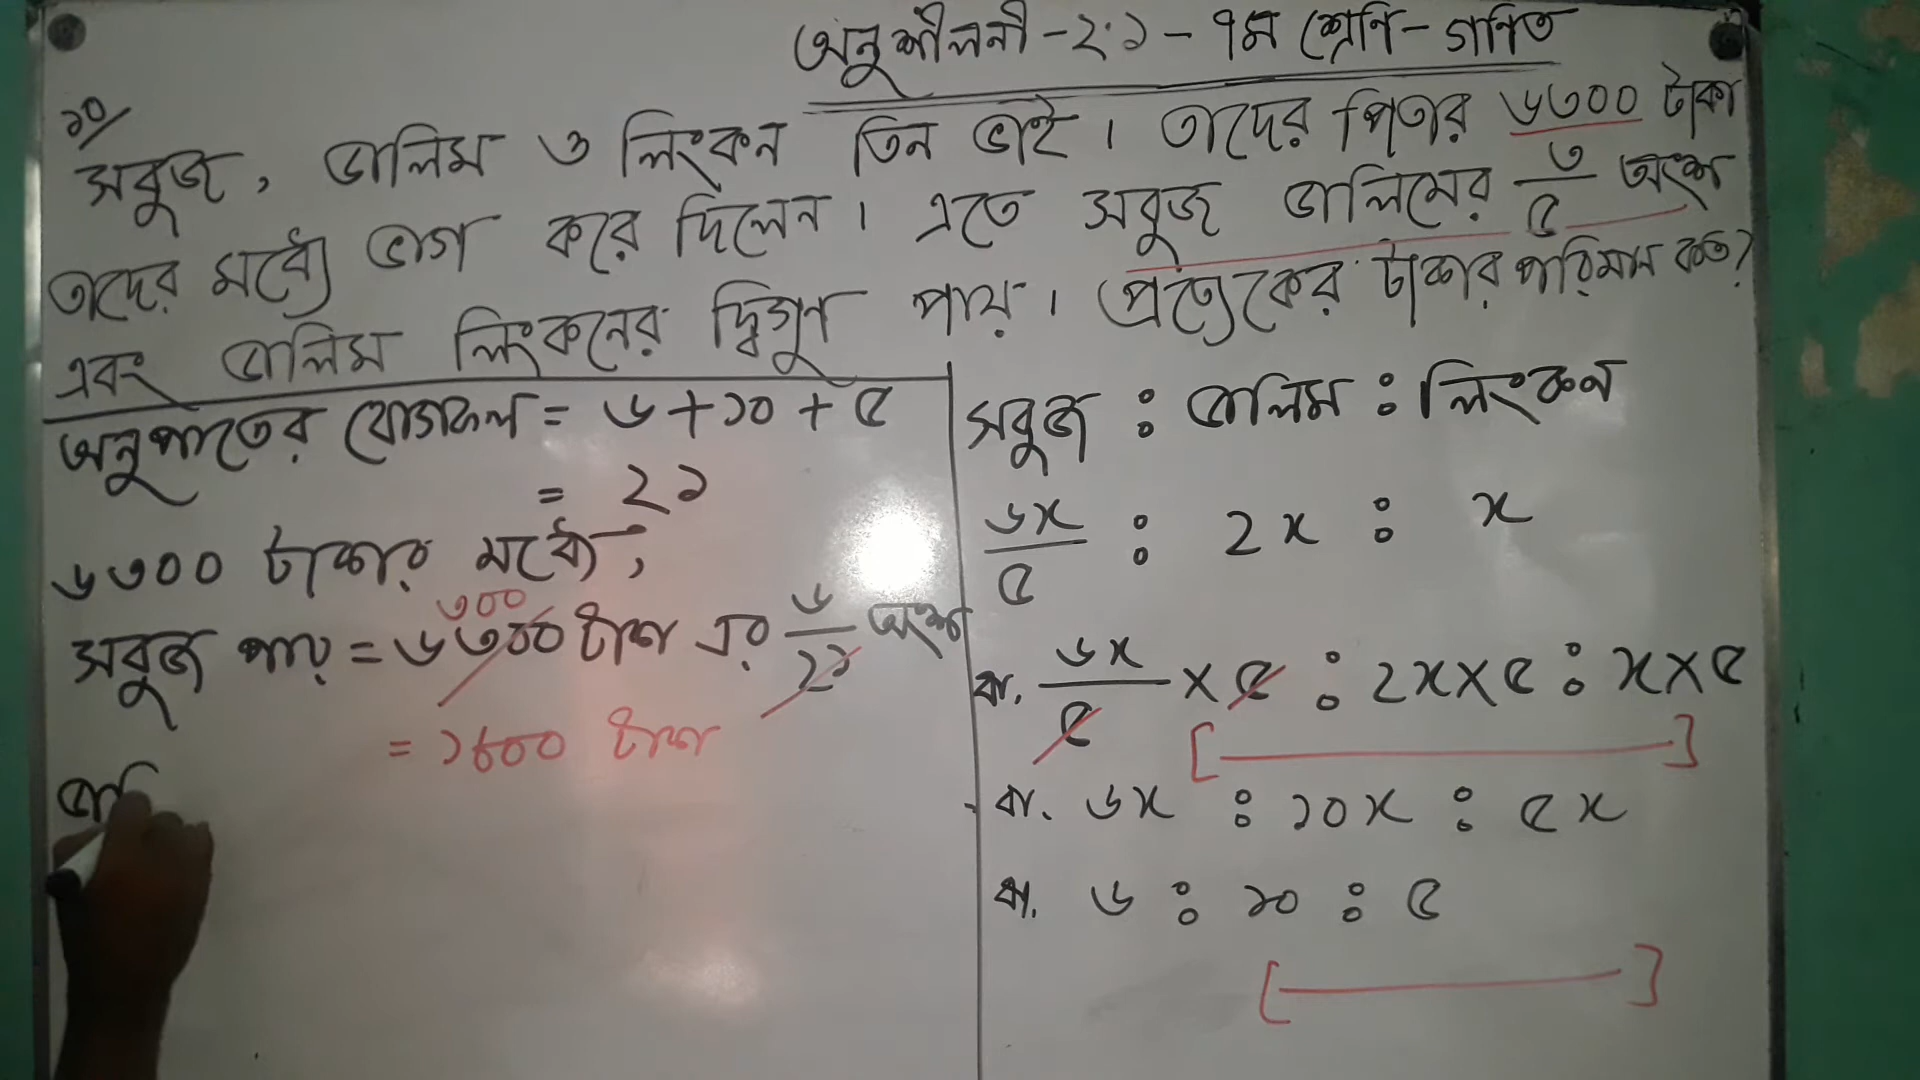 অনুশীলনী-২.১ - ৭ম শ্রেণি- গণিত
১০/
সবুজ, ডালিম ও লিংকন তিন ভাই। তাদের পিতার ৬৩০০ টাকা
তাদের মধ্যে ভাগ করে দিলেন। এতে সবুজ ডালিমের ৩/৫ অংশ
এবং ডালিম লিংকনের দ্বিগুণ পায়। প্রত্যেকের টাকার পরিমান কত?
অনুপাতের যোগফল = ৬+১০+৫
= ২১
৬৩০০ টাকার মধ্যে,
৩০০
সবুজ পায় = ৬৩০০ টাকা এর ৬/২১ অংশ
= ১৮০০ টাকা
ডালি
সবুজ : ডালিম : লিংকন
৬x/৫ : 2x : x
বা. ৬x/৫ × ৫ : 2x×৫ : x×৫
[ ]
বা. ৬x : ১০x : ৫x
বা. ৬ : ১০ : ৫
[ ]